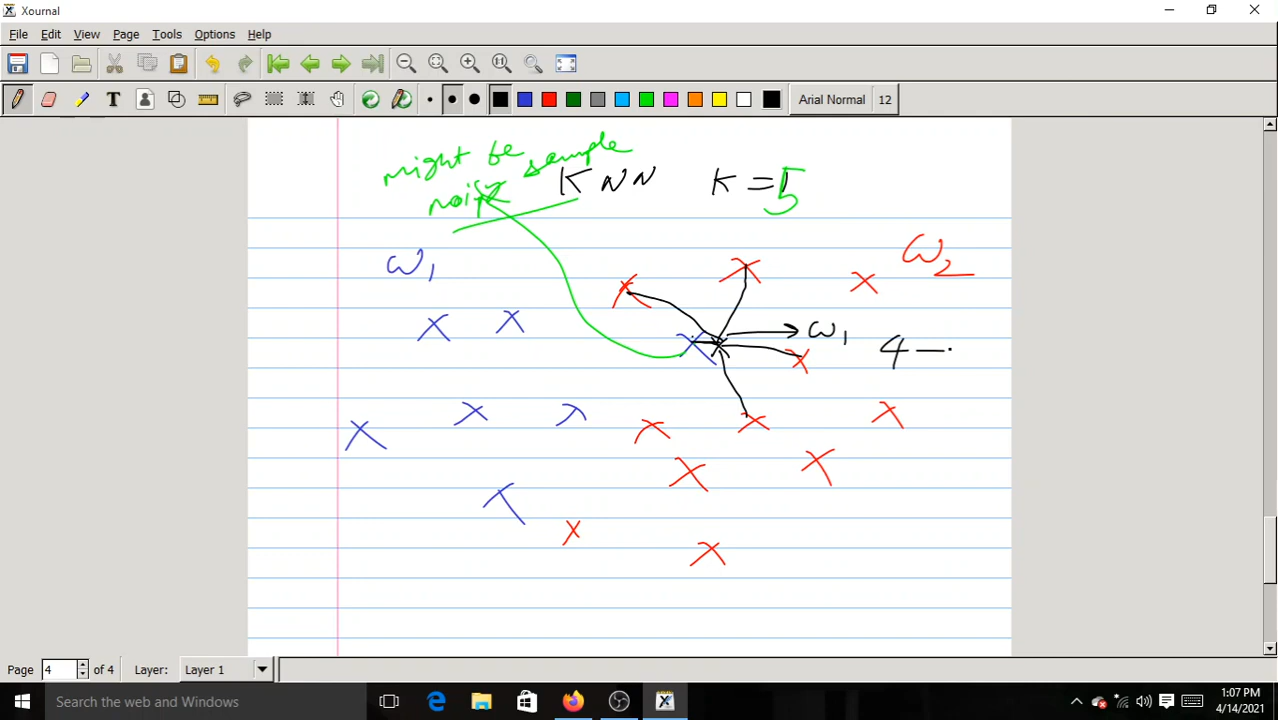 Xournal
File Edit View Page Tools Options Help
Arial Normal 12
might be sample
noise
KNN K=5
ω1
ω2
ω1
4 —
Page 4 of 4 Layer: Layer 1
Search the web and Windows
1:07 PM
4/14/2021